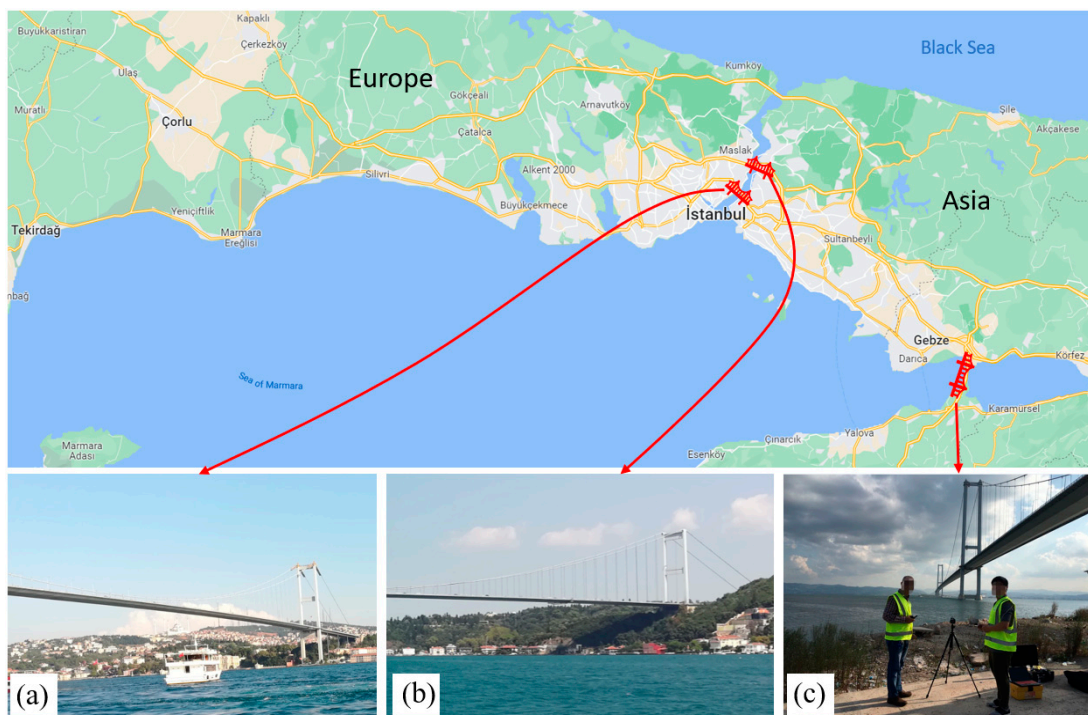 Kapaklı
Büyükkarıştıran
Çerkezköy
Black Sea
Kumköy
Ulaş
Europe
Gökçeali
Arnavutköy
Şile
Muratlı
Akçakese
Çorlu
Çatalca
Maslak
Alkent 2000
Silivri
Asia
Büyükçekmece
İstanbul
Yeniçiftlik
Tekirdağ
Marmara
Ereğlisi
Sultanbeyli
mbağ
Gebze
Darıca
Körfez
Sea of Marmara
Karamürsel
Marmara
Adası
Çınarcık
Yalova
Esenköy
(a)
(b)
(c)